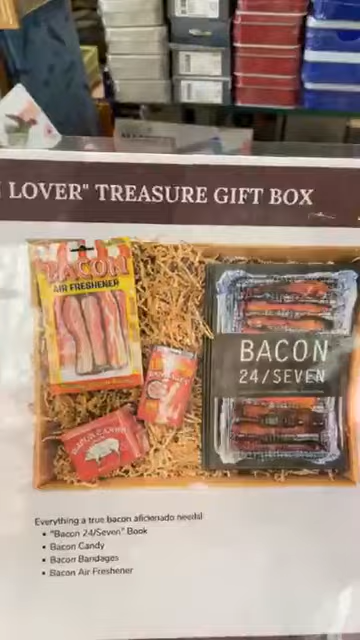 LOVER" TREASURE GIFT BOX
BACON
AIR FRESHENER
BACON
24/SEVEN
BACON CANDY
Everything a true bacon aficionado needs!
• "Bacon 24/Seven" Book
• Bacon Candy
• Bacon Bandages
• Bacon Air Freshener